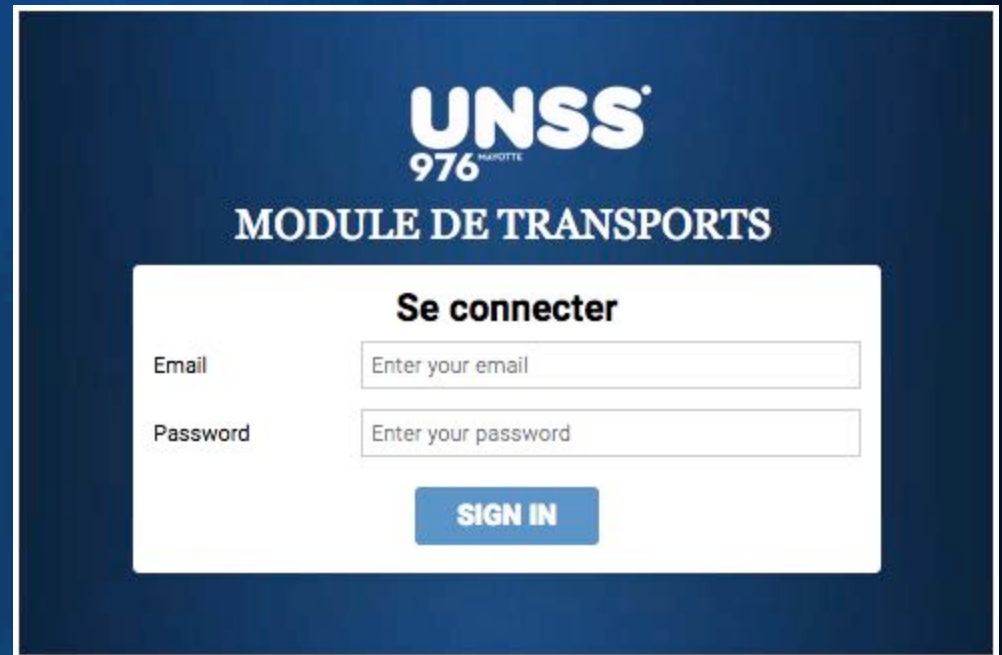 UNSS
976 MAYOTTE
MODULE DE TRANSPORTS
Se connecter
Email
Enter your email
Password
Enter your password
SIGN IN